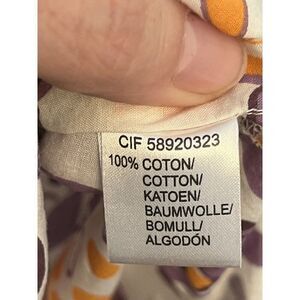 CIF 58920323
100% COTON/
COTTON/
KATOEN/
BAUMWOLLE/
BOMULL/
ALGODÓN